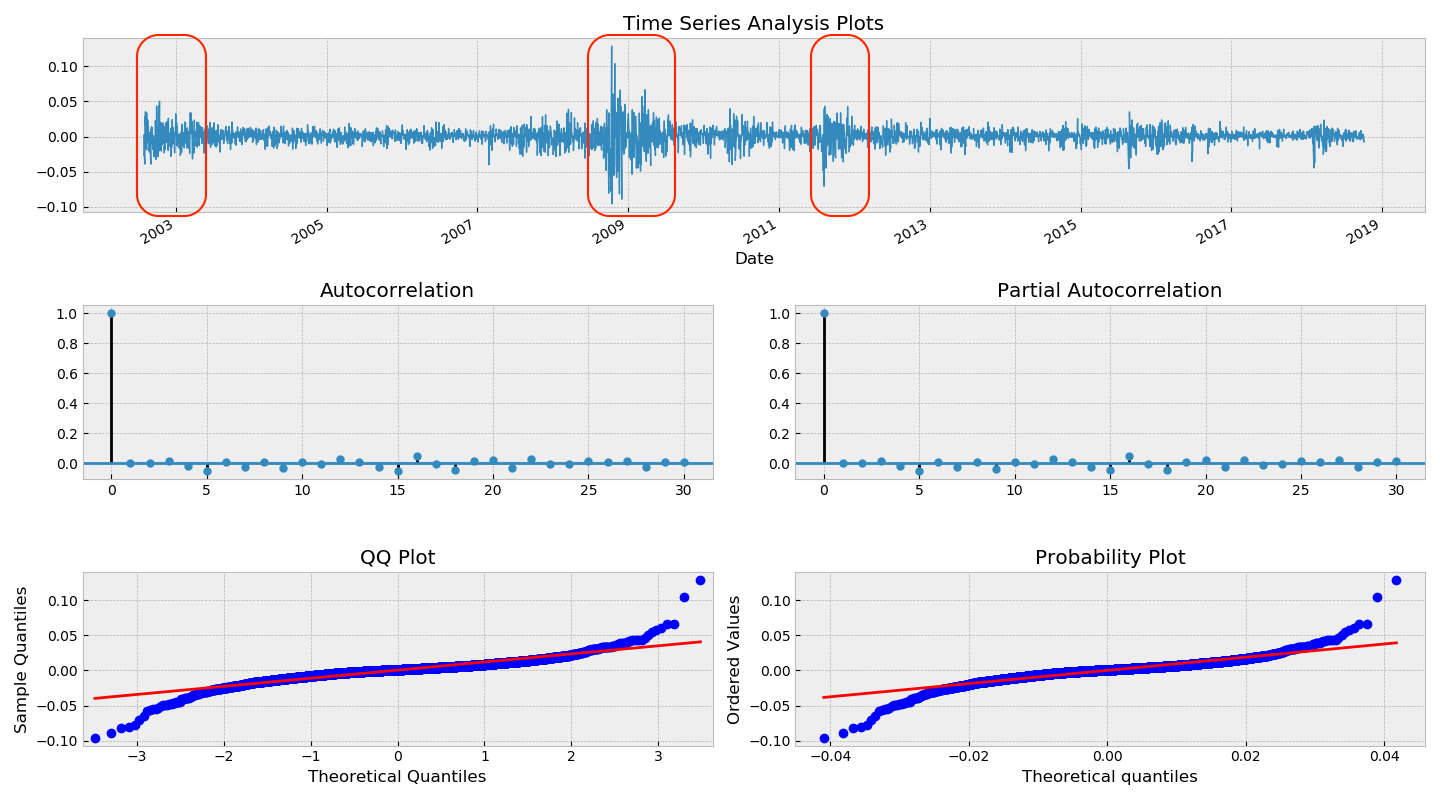 Time Series Analysis Plots
0.10
0.05
0.00
−0.05
−0.10
2003 2005 2007 2009 2011 2013 2015 2017 2019
Date
Autocorrelation
1.0
0.8
0.6
0.4
0.2
0.0
0 5 10 15 20 25 30
Partial Autocorrelation
1.0
0.8
0.6
0.4
0.2
0.0
0 5 10 15 20 25 30
QQ Plot
Sample Quantiles
0.10
0.05
0.00
−0.05
−0.10
−3 −2 −1 0 1 2 3
Theoretical Quantiles
Probability Plot
Ordered Values
0.10
0.05
0.00
−0.05
−0.10
−0.04 −0.02 0.00 0.02 0.04
Theoretical quantiles